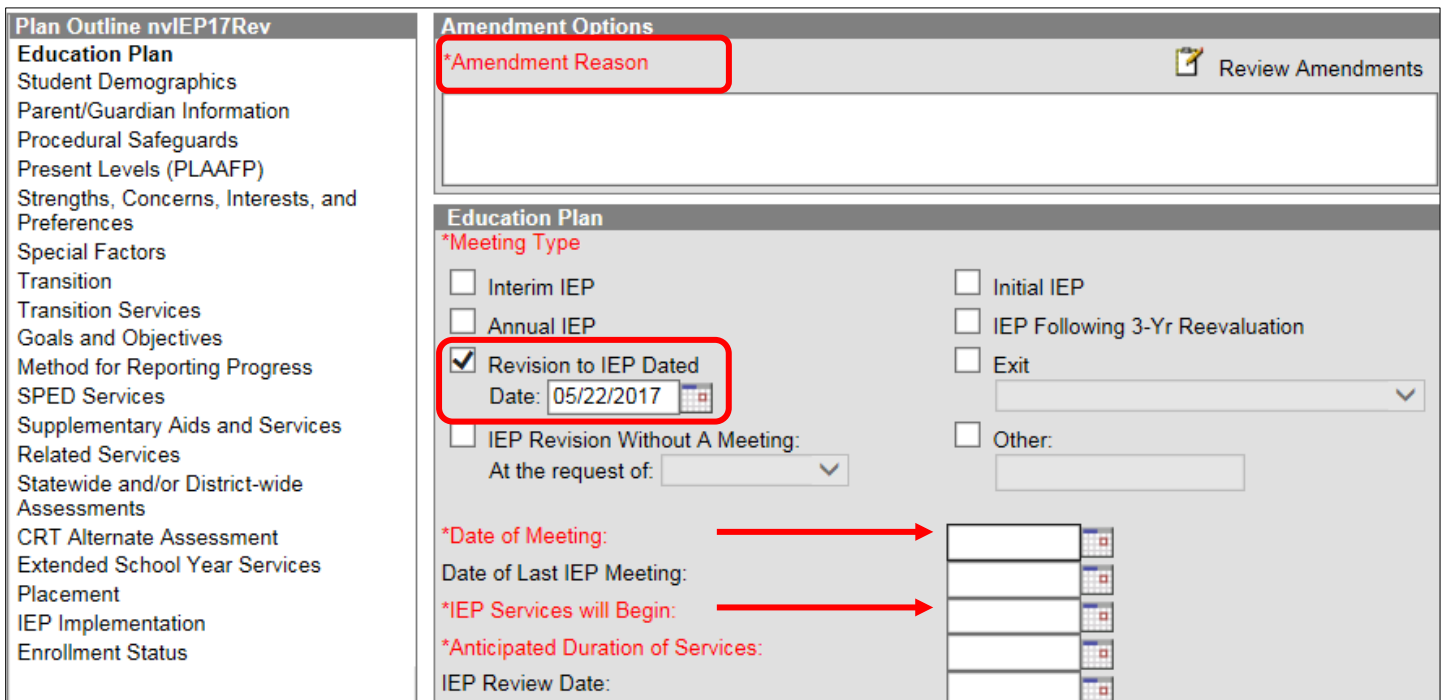 Plan Outline nvIEP17Rev
Education Plan
Student Demographics
Parent/Guardian Information
Procedural Safeguards
Present Levels (PLAAFP)
Strengths, Concerns, Interests, and
Preferences
Special Factors
Transition
Transition Services
Goals and Objectives
Method for Reporting Progress
SPED Services
Supplementary Aids and Services
Related Services
Statewide and/or District-wide
Assessments
CRT Alternate Assessment
Extended School Year Services
Placement
IEP Implementation
Enrollment Status
Amendment Options
*Amendment Reason
Review Amendments
Education Plan
*Meeting Type
Interim IEP
Initial IEP
Annual IEP
IEP Following 3-Yr Reevaluation
Revision to IEP Dated
Exit
Date: 05/22/2017
IEP Revision Without A Meeting:
Other:
At the request of:
*Date of Meeting:
Date of Last IEP Meeting:
*IEP Services will Begin:
*Anticipated Duration of Services:
IEP Review Date: